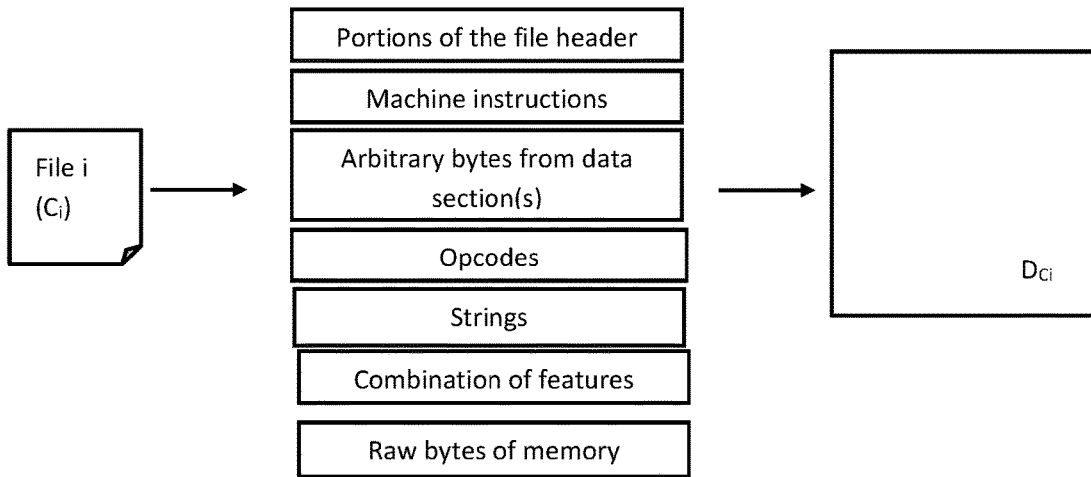 File i
(Cᵢ)
Portions of the file header
Machine instructions
Arbitrary bytes from data
section(s)
Opcodes
Strings
Combination of features
Raw bytes of memory
D_Ci